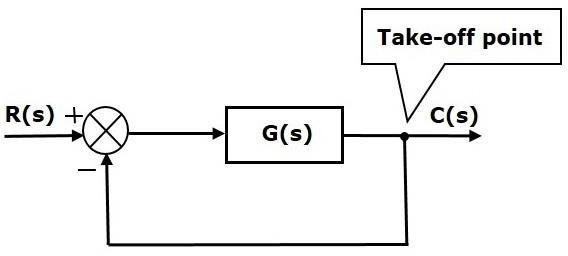 Take-off point
R(s) +
G(s)
C(s)
−